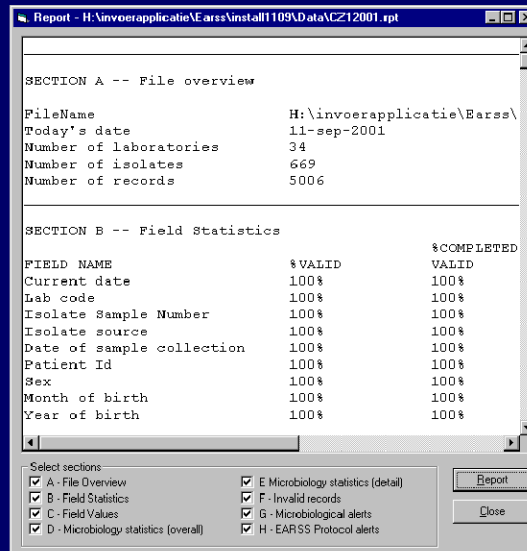 Report - H:\invoerapplicatie\Earss\install1109\Data\CZ12001.rpt
SECTION A -- File overview
FileName H:\invoerapplicatie\Earss\
Today's date 11-sep-2001
Number of laboratories 34
Number of isolates 669
Number of records 5006
SECTION B -- Field Statistics
%COMPLETED
FIELD NAME %VALID VALID
Current date 100% 100%
Lab code 100% 100%
Isolate Sample Number 100% 100%
Isolate source 100% 100%
Date of sample collection 100% 100%
Patient Id 100% 100%
Sex 100% 100%
Month of birth 100% 100%
Year of birth 100% 100%
Select sections
A - File Overview
B - Field Statistics
C - Field Values
D - Microbiology statistics (overall)
E Microbiology statistics (detail)
F - Invalid records
G - Microbiological alerts
H - EARSS Protocol alerts
Report
Close